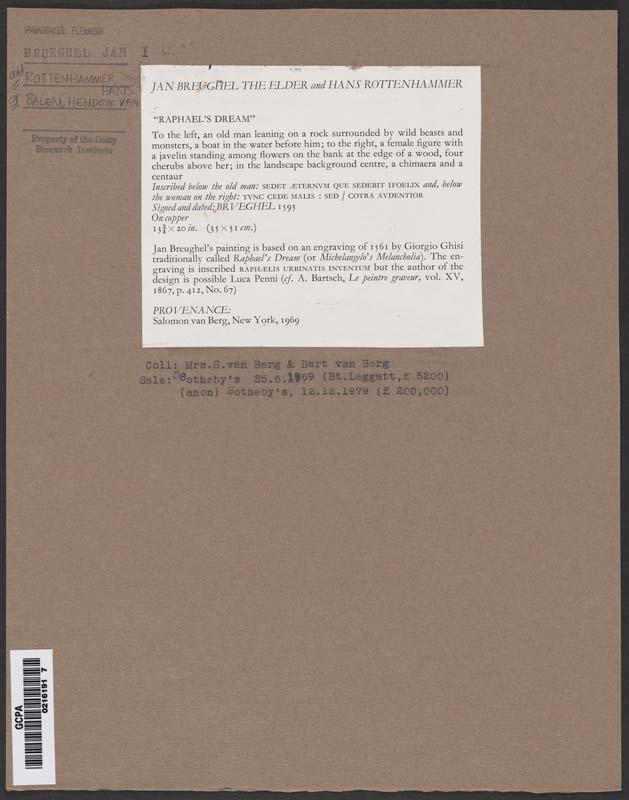 PAINTINGS FLEMISH
BRUEGHEL JAN I
and ROTTENHAMMER,
HANS
or BALEN, HENDRIK VAN
Property of the Getty
Research Institute
JAN BREUGHEL THE ELDER and HANS ROTTENHAMMER
“RAPHAEL’S DREAM”
To the left, an old man leaning on a rock surrounded by wild beasts and
monsters, a boat in the water before him; to the right, a female figure with
a javelin standing among flowers on the bank at the edge of a wood, four
cherubs above her; in the landscape background centre, a chimaera and a
centaur
Inscribed below the old man: SEDET ÆTERNVM QUE SEDEBIT IFOELIX and, below
the woman on the right: TVNC CEDE MALIS : SED / COTRA AVDENTIOR
Signed and dated: BRVEGHEL 1595
On copper
13¾ × 20 in. (35 × 51 cm.)
Jan Breughel’s painting is based on an engraving of 1561 by Giorgio Ghisi
traditionally called Raphael’s Dream (or Michelangelo’s Melancholia). The en-
graving is inscribed RAPHÆLIS URBINATIS INVENTUM but the author of the
design is possible Luca Penni (cf. A. Bartsch, Le peintre graveur, vol. XV,
1867, p. 412, No. 67)
PROVENANCE:
Salomon van Berg, New York, 1969
Coll: Mrs.S.van Berg & Bart van Berg
Sale: Sotheby's 25.6.1969 (Bt.Leggatt,£ 5200)
(anon) Sotheby's, 12.12.1979 (£ 200,000)
GCPA
0216191 7